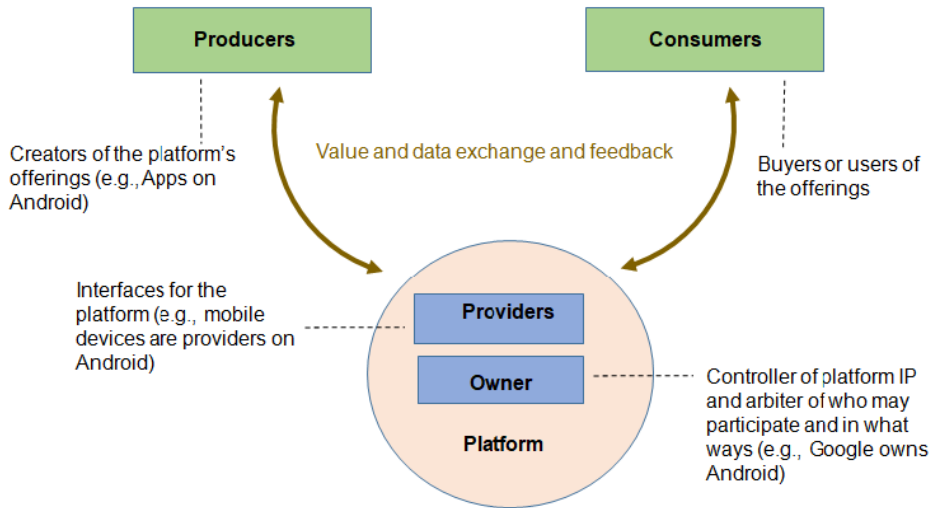 Producers
Consumers
Creators of the platform's
offerings (e.g., Apps on
Android)
Value and data exchange and feedback
Buyers or users of
the offerings
Interfaces for the
platform (e.g., mobile
devices are providers on
Android)
Providers
Owner
Platform
Controller of platform IP
and arbiter of who may
participate and in what
ways (e.g., Google owns
Android)